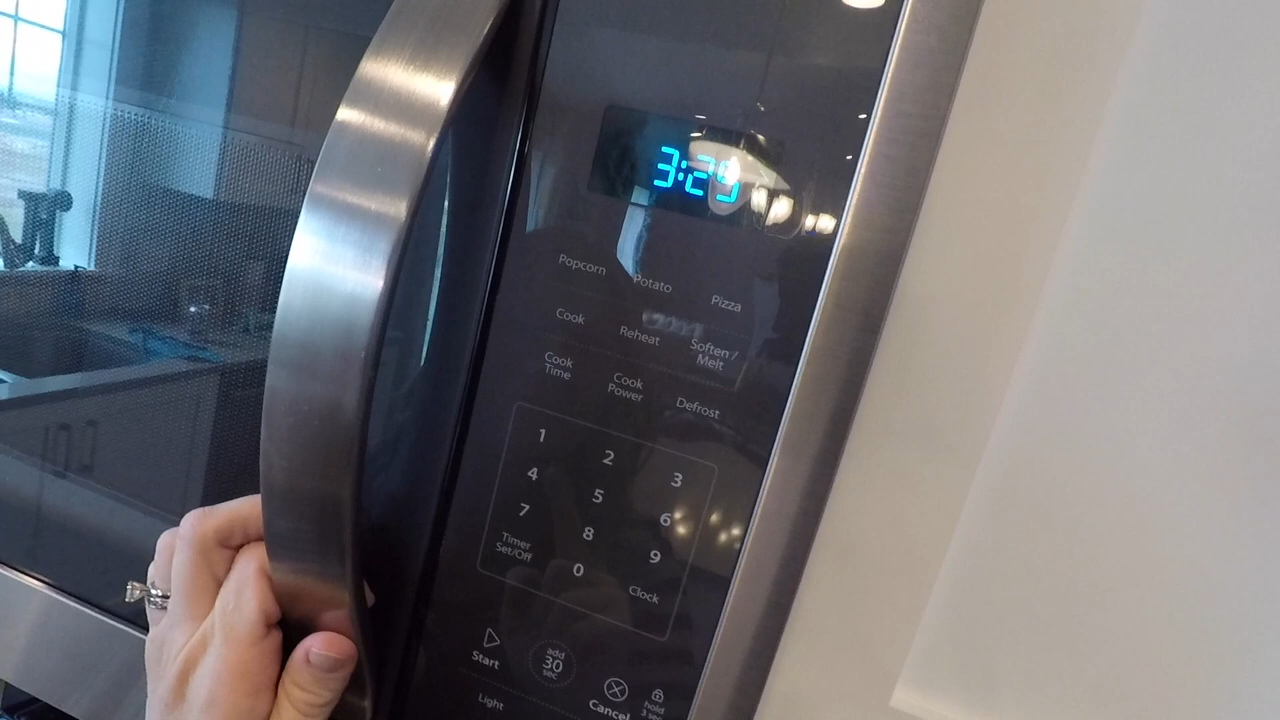 3:29
Popcorn Potato Pizza
Cook Reheat Soften/
Melt
Cook
Time
Cook
Power
Defrost
1 2 3
4 5 6
7 8 9
Timer
Set/Off
0 Clock
Start
add
30
sec
Cancel
hold
3 sec
Light